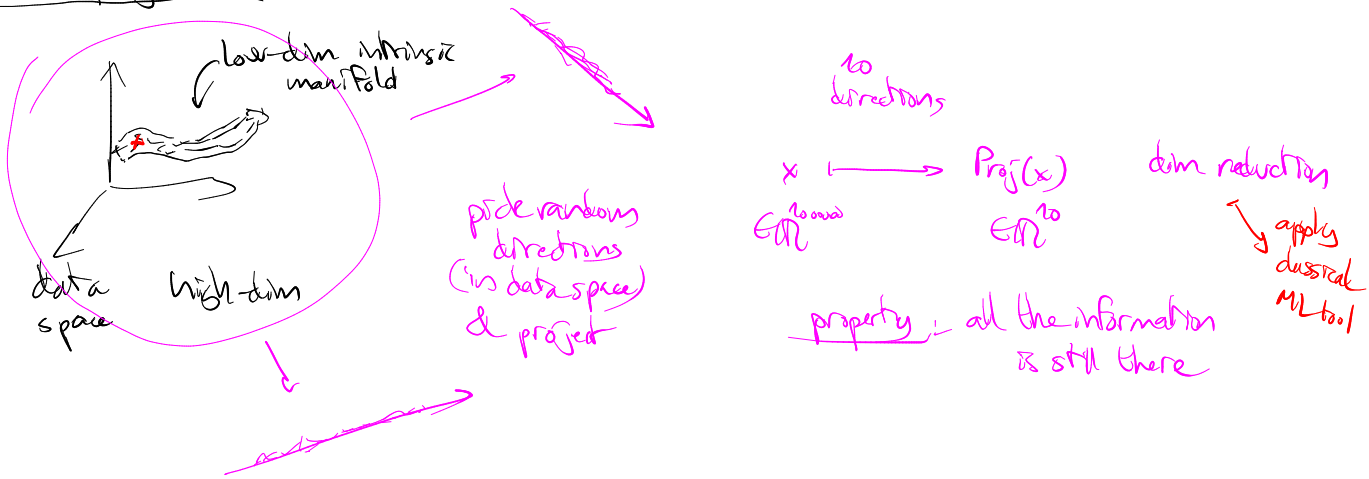 low-dim intrinsic
manifold
data
space
high-dim
pick random
directions
(in data space)
& project
10
directions
x ⟼ Proj(x)
∈ℝ^10000 ∈ℝ^10
dim reduction
apply
classical
ML tool
property : all the information
is still there